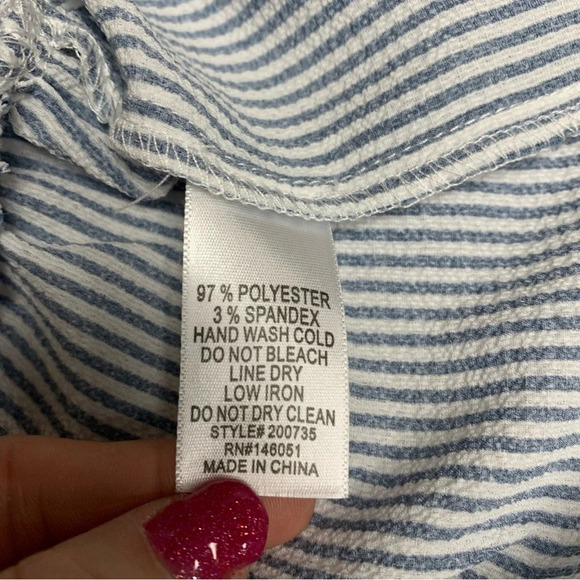 97 % POLYESTER
3 % SPANDEX
HAND WASH COLD
DO NOT BLEACH
LINE DRY
LOW IRON
DO NOT DRY CLEAN
STYLE# 200735
RN#146051
MADE IN CHINA